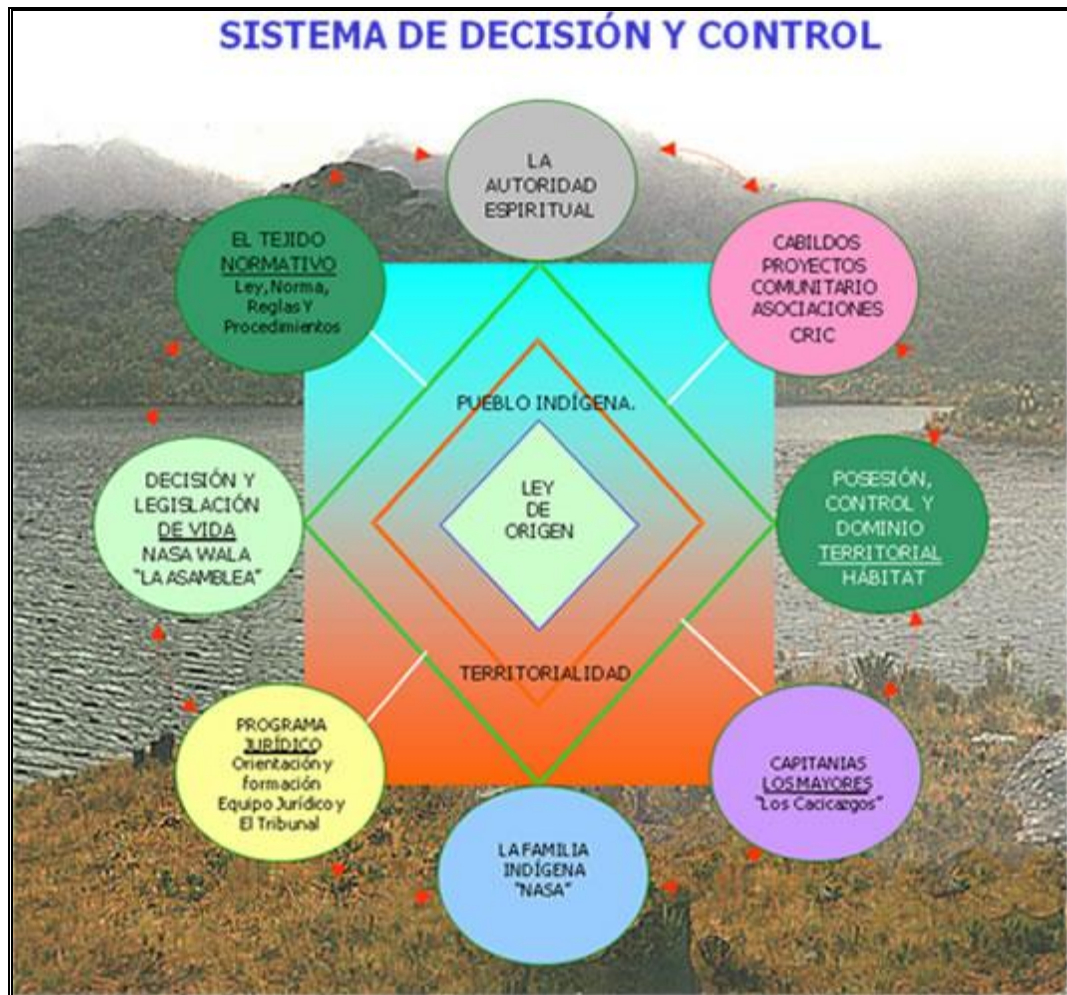 SISTEMA DE DECISIÓN Y CONTROL
LA
AUTORIDAD
ESPIRITUAL
EL TEJIDO
NORMATIVO
Ley, Norma,
Reglas Y
Procedimientos
CABILDOS
PROYECTOS
COMUNITARIO
ASOCIACIONES
CRIC
PUEBLO INDÍGENA.
DECISIÓN Y
LEGISLACIÓN
DE VIDA
NASA WALA
"LA ASAMBLEA"
LEY
DE
ORIGEN
POSESIÓN,
CONTROL Y
DOMINIO
TERRITORIAL
HÁBITAT
TERRITORIALIDAD
PROGRAMA
JURÍDICO
Orientación y
formación
Equipo Jurídico y
El Tribunal
CAPITANIAS
LOS MAYORES
"Los Cacicazgos"
LA FAMILIA
INDÍGENA
"NASA"